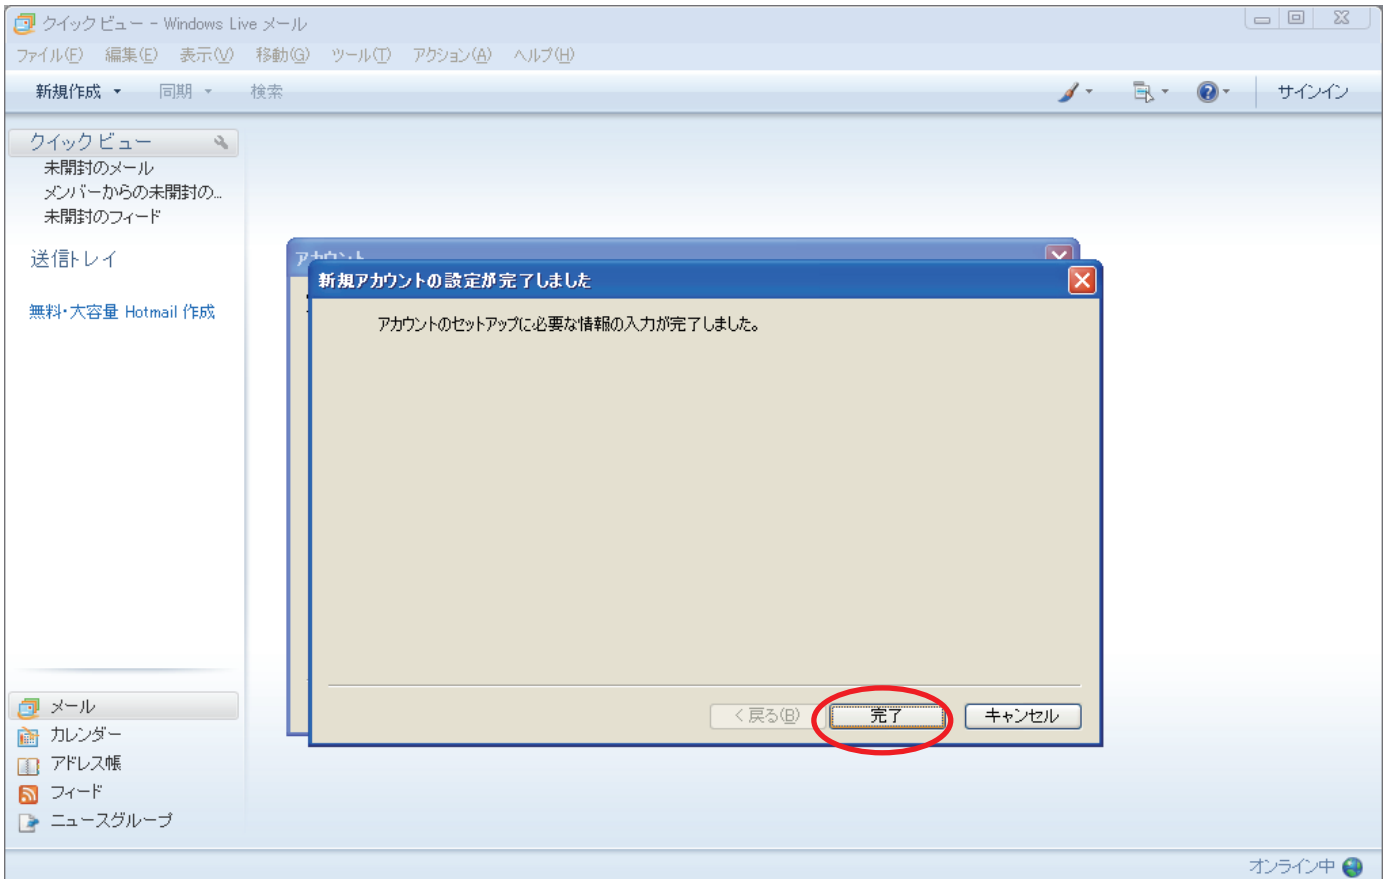 クイック ビュー - Windows Live メール
ファイル(F) 編集(E) 表示(V) 移動(G) ツール(T) アクション(A) ヘルプ(H)
新規作成 同期 検索 サインイン
クイック ビュー
未開封のメール
メンバーからの未開封の...
未開封のフィード
送信トレイ
無料・大容量 Hotmail 作成
アカウント
新規アカウントの設定が完了しました
アカウントのセットアップに必要な情報の入力が完了しました。
< 戻る(B) 完了 キャンセル
メール
カレンダー
アドレス帳
フィード
ニュースグループ
オンライン中